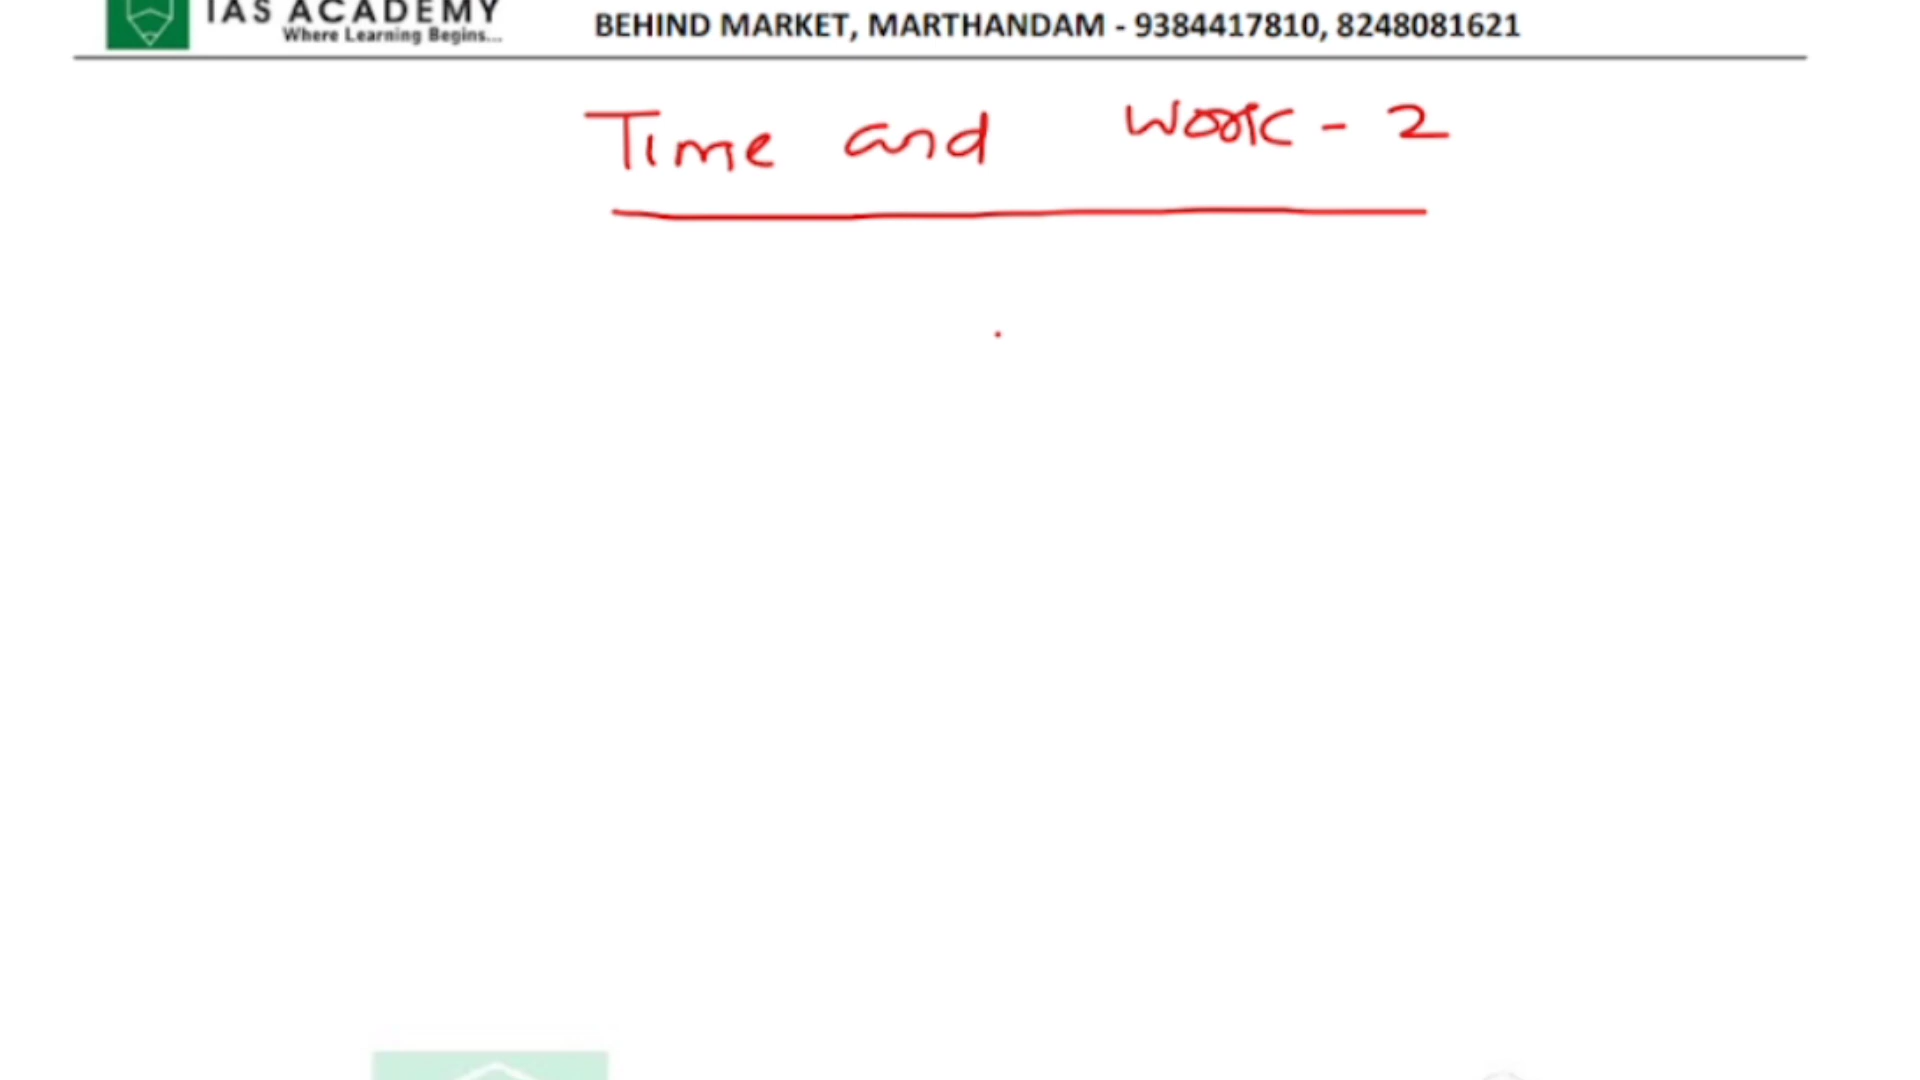 IAS ACADEMY
Where Learning Begins...
BEHIND MARKET, MARTHANDAM - 9384417810, 8248081621
Time and Work - 2